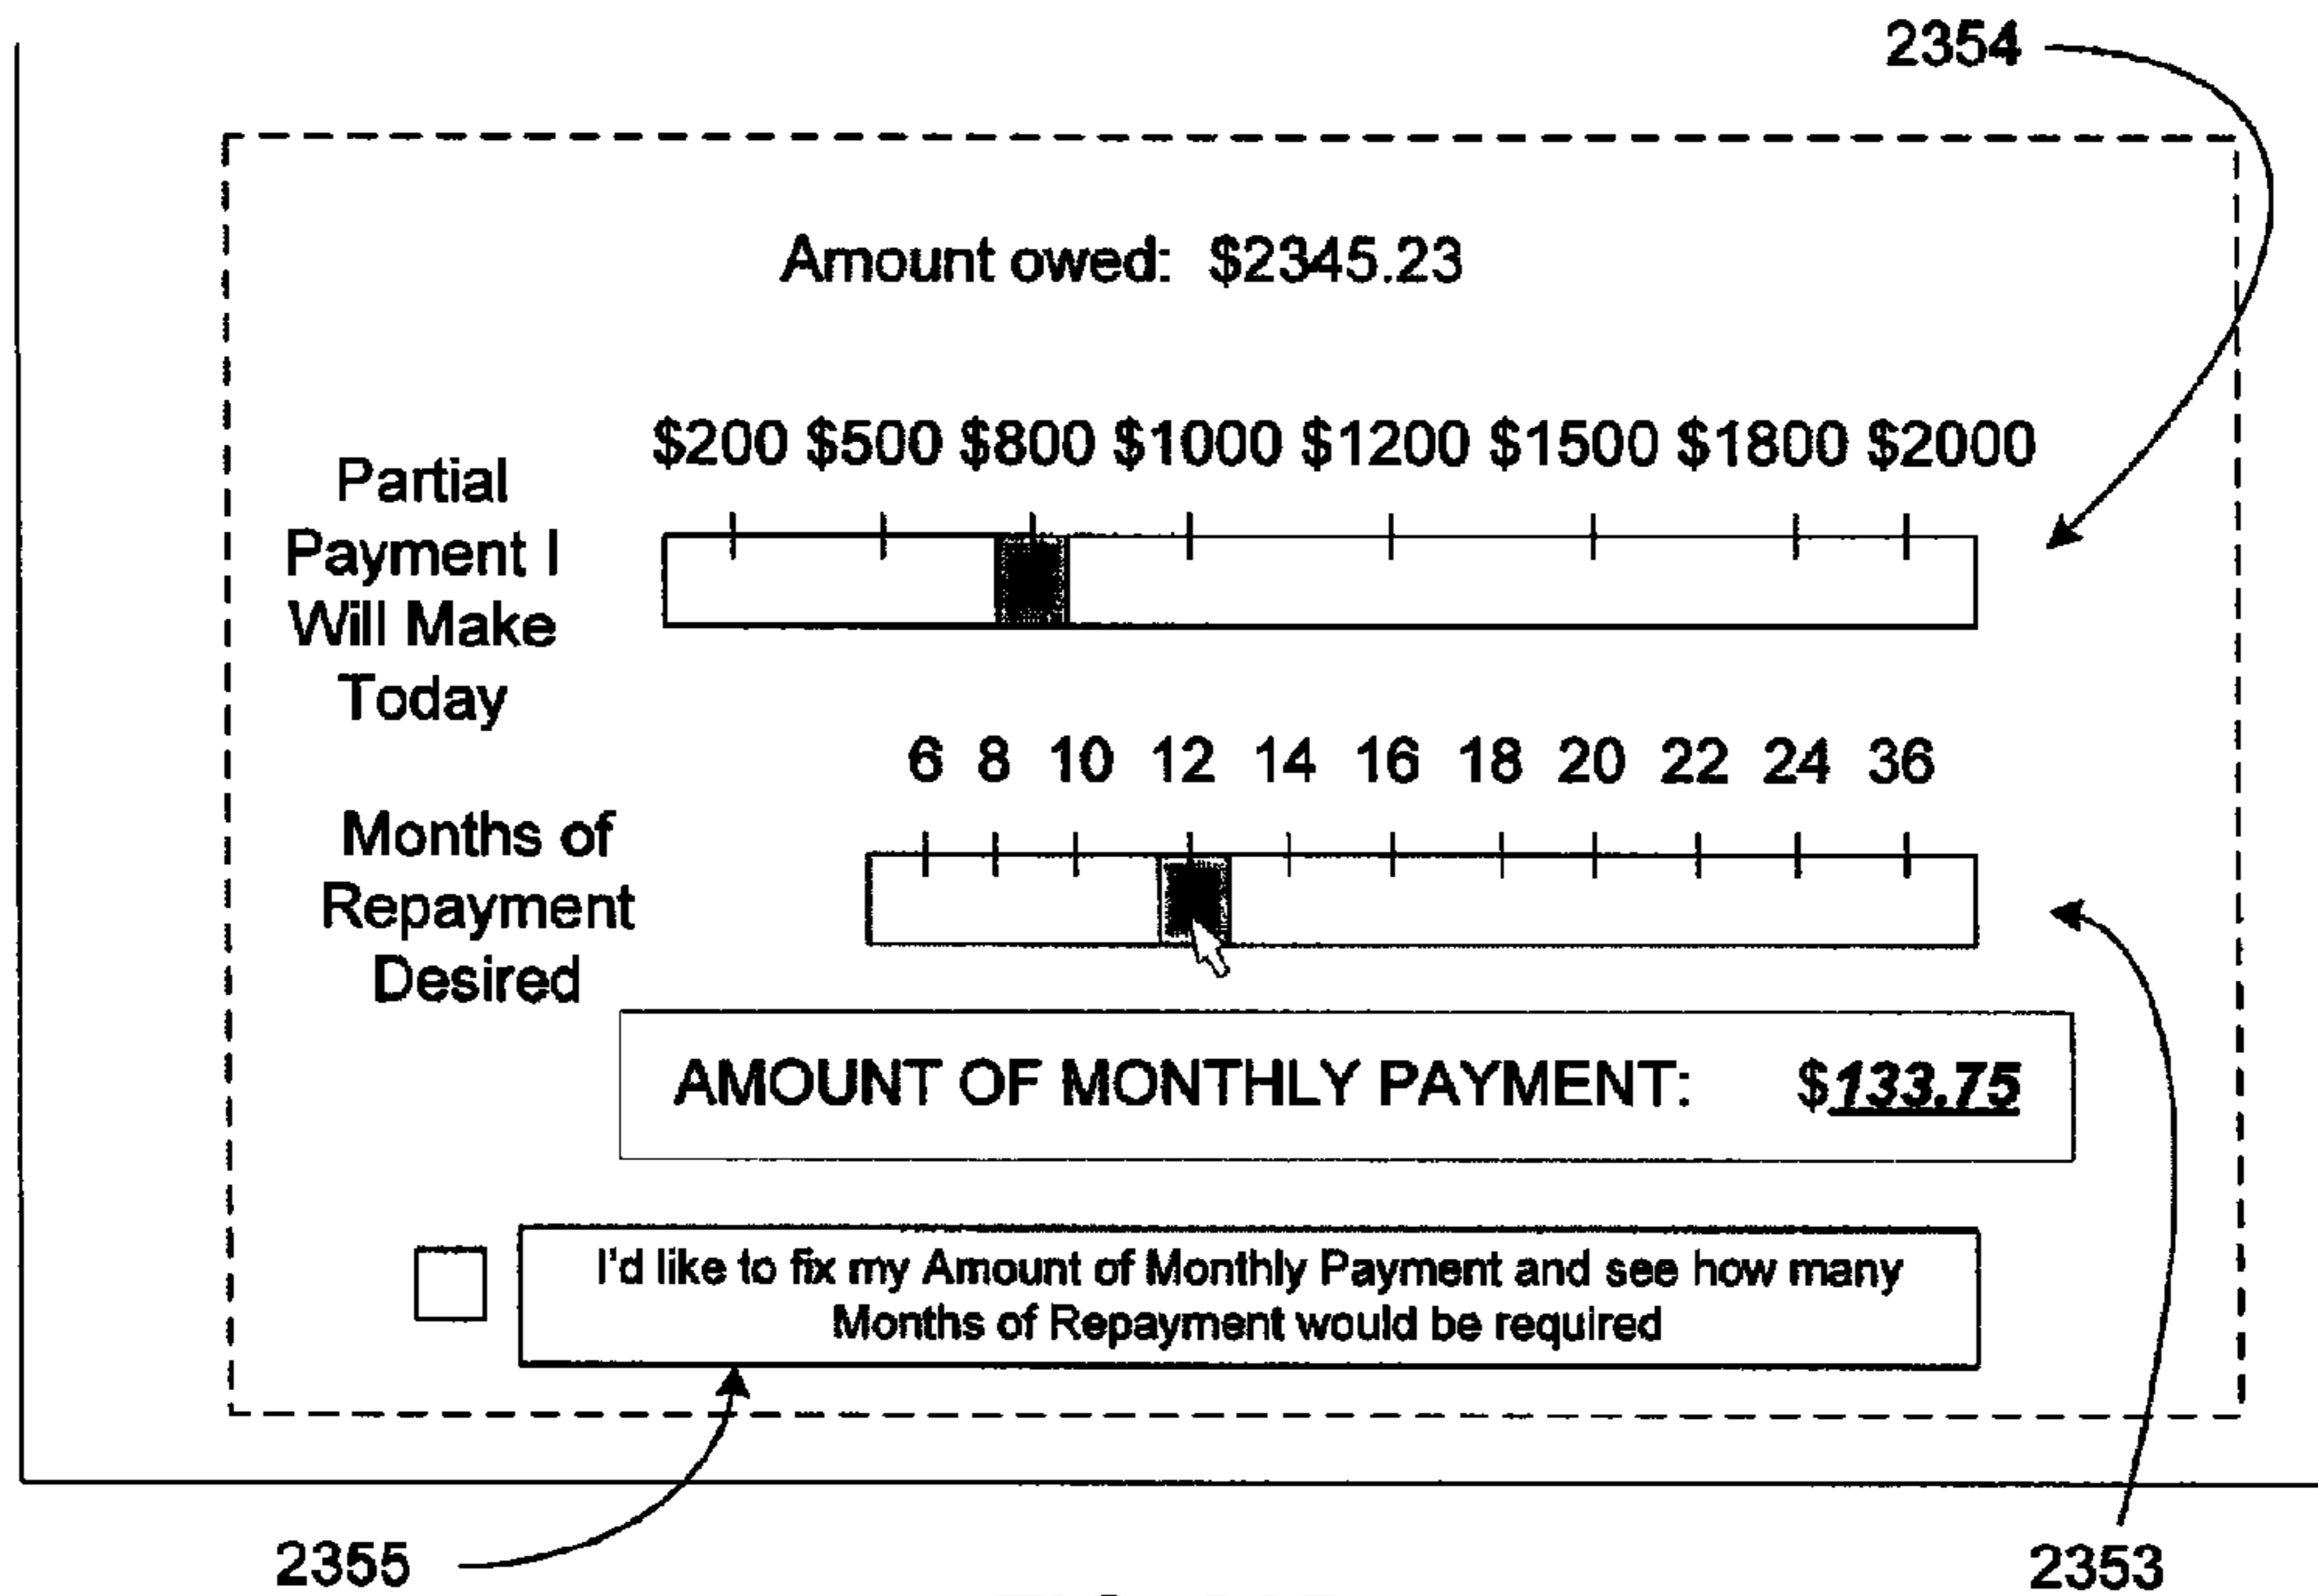 2354
Amount owed: $2345.23
$200 $500 $800 $1000 $1200 $1500 $1800 $2000
Partial
Payment I
Will Make
Today
6 8 10 12 14 16 18 20 22 24 36
Months of
Repayment
Desired
AMOUNT OF MONTHLY PAYMENT: $133.75
I'd like to fix my Amount of Monthly Payment and see how many
Months of Repayment would be required
2355
2353